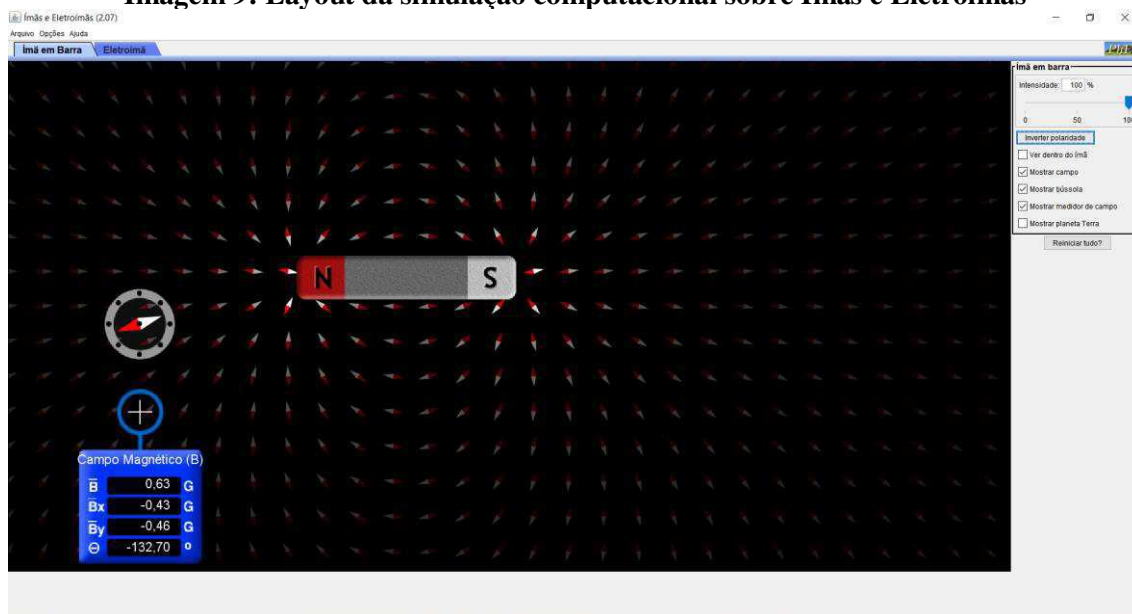 Imagem 9: Layout da simulação computacional sobre Ímãs e Eletroímãs
Ímãs e Eletroímãs (2.07)
Arquivo Opções Ajuda
Ímã em Barra Eletroímã
Ímã em barra
Intensidade: 100 %
0 50 100
Inverter polaridade
Ver dentro do ímã
Mostrar campo
Mostrar bússola
Mostrar medidor de campo
Mostrar planeta Terra
Reiniciar tudo?
N S
Campo Magnético (B)
B 0,63 G
Bx -0,43 G
By -0,46 G
Θ -132,70 º